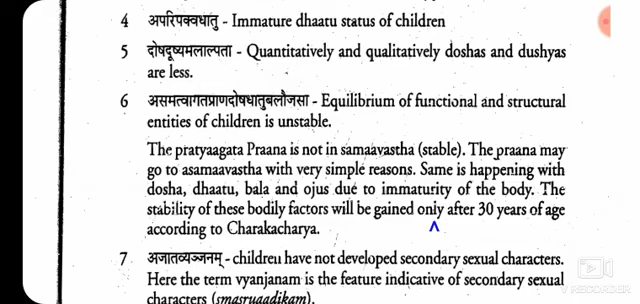 4 अपरिपक्वधातु - Immature dhaatu status of children
5 दोषदूष्यमलाल्पता - Quantitatively and qualitatively doshas and dushyas
are less.
6 असमत्वागतप्राणदोषधातुबलौजसा - Equilibrium of functional and structural
entities of children is unstable.
The pratyaagata Praana is not in samaavastha (stable). The praana may
go to asamaavastha with very simple reasons. Same is happening with
dosha, dhaatu, bala and ojus due to immaturity of the body. The
stability of these bodily factors will be gained only after 30 years of age
according to Charakacharya.
^
7 अजातव्यञ्जनम् - children have not developed secondary sexual characters.
Here the term vyanjanam is the feature indicative of secondary sexual
characters (smasruaadikam).
V RECORDER